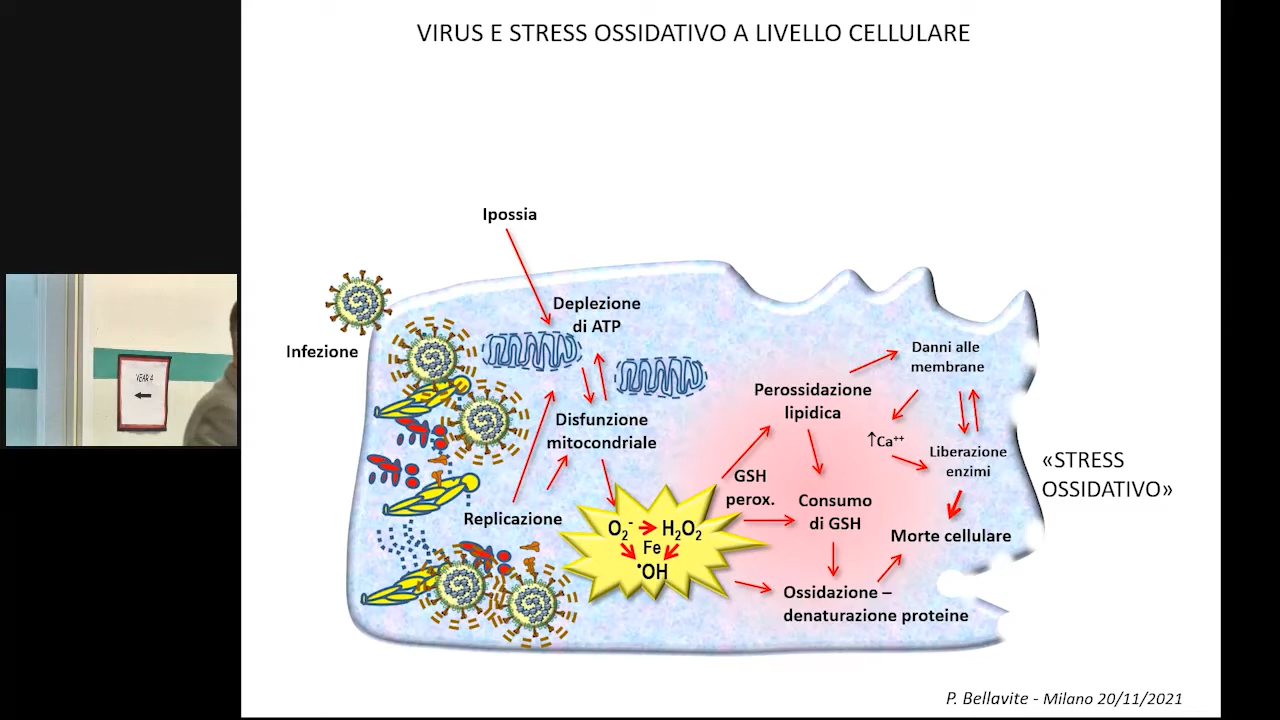 VIRUS E STRESS OSSIDATIVO A LIVELLO CELLULARE
Ipossia
Infezione
Deplezione
di ATP
Disfunzione
mitocondriale
Replicazione
O₂⁻ H₂O₂
Fe
•OH
GSH
perox.
Perossidazione
lipidica
Consumo
di GSH
Ossidazione –
denaturazione proteine
Danni alle
membrane
↑Ca⁺⁺
Liberazione
enzimi
Morte cellulare
«STRESS
OSSIDATIVO»
P. Bellavite - Milano 20/11/2021
YEAR 4